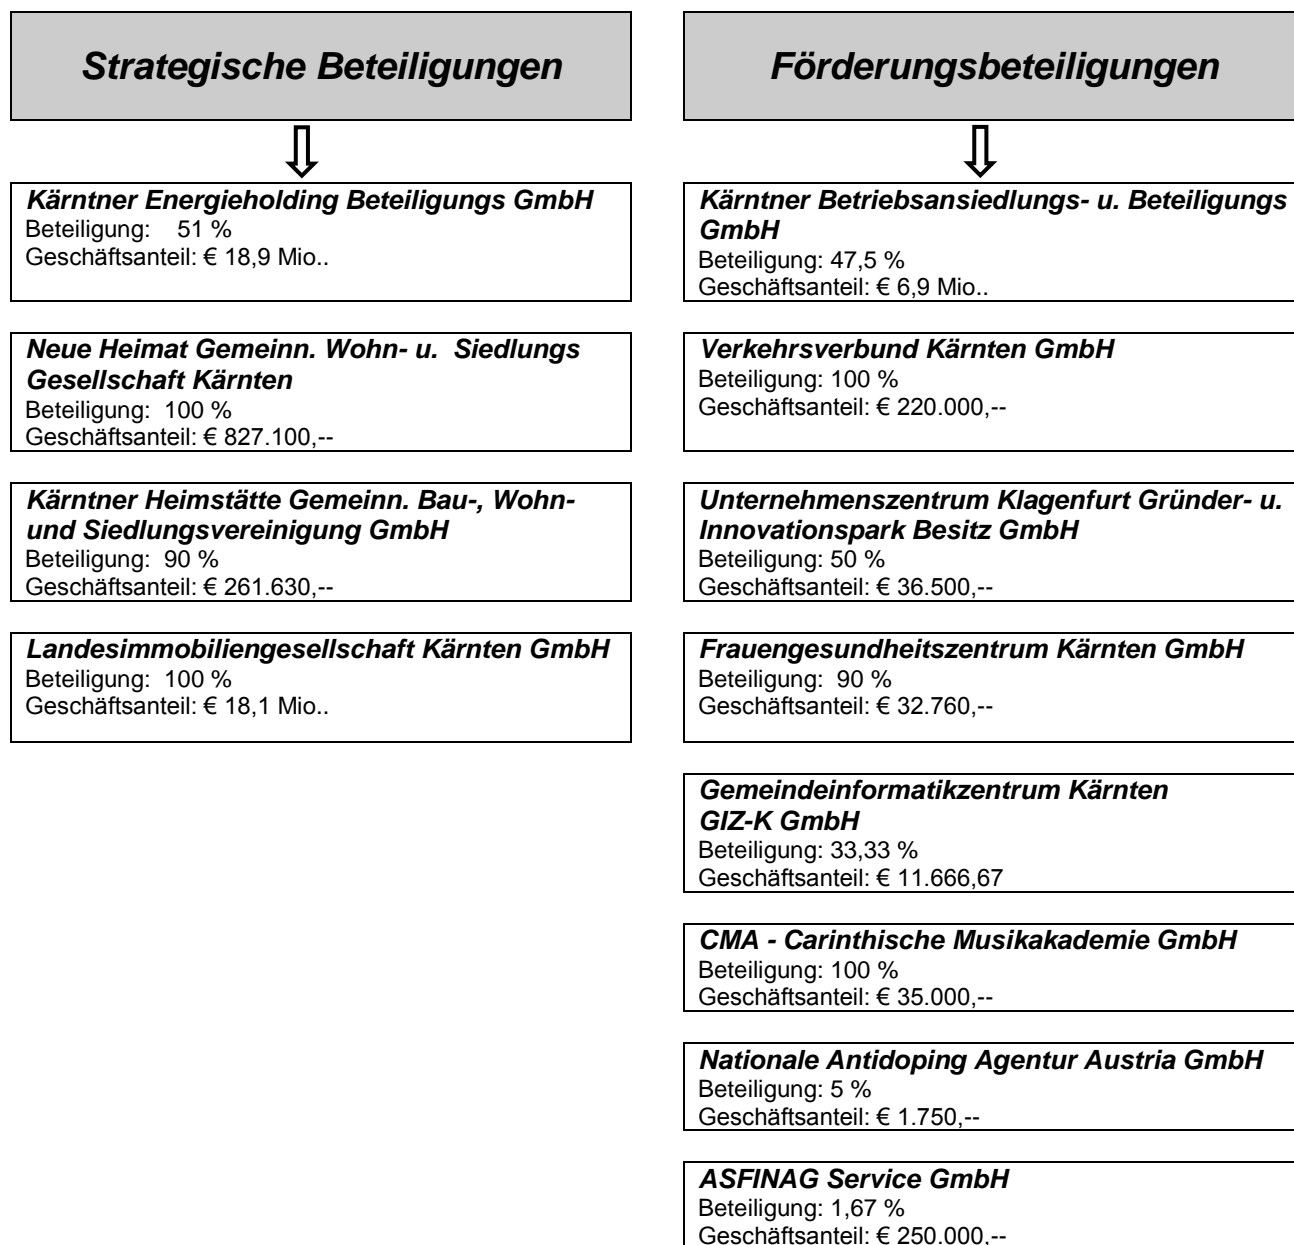 Strategische Beteiligungen
Kärntner Energieholding Beteiligungs GmbH
Beteiligung: 51 %
Geschäftsanteil: € 18,9 Mio..
Neue Heimat Gemeinn. Wohn- u. Siedlungs
Gesellschaft Kärnten
Beteiligung: 100 %
Geschäftsanteil: € 827.100,--
Kärntner Heimstätte Gemeinn. Bau-, Wohn-
und Siedlungsvereinigung GmbH
Beteiligung: 90 %
Geschäftsanteil: € 261.630,--
Landesimmobiliengesellschaft Kärnten GmbH
Beteiligung: 100 %
Geschäftsanteil: € 18,1 Mio..
Förderungsbeteiligungen
Kärntner Betriebsansiedlungs- u. Beteiligungs
GmbH
Beteiligung: 47,5 %
Geschäftsanteil: € 6,9 Mio..
Verkehrsverbund Kärnten GmbH
Beteiligung: 100 %
Geschäftsanteil: € 220.000,--
Unternehmenszentrum Klagenfurt Gründer- u.
Innovationspark Besitz GmbH
Beteiligung: 50 %
Geschäftsanteil: € 36.500,--
Frauengesundheitszentrum Kärnten GmbH
Beteiligung: 90 %
Geschäftsanteil: € 32.760,--
Gemeindeinformatikzentrum Kärnten
GIZ-K GmbH
Beteiligung: 33,33 %
Geschäftsanteil: € 11.666,67
CMA - Carinthische Musikakademie GmbH
Beteiligung: 100 %
Geschäftsanteil: € 35.000,--
Nationale Antidoping Agentur Austria GmbH
Beteiligung: 5 %
Geschäftsanteil: € 1.750,--
ASFINAG Service GmbH
Beteiligung: 1,67 %
Geschäftsanteil: € 250.000,--